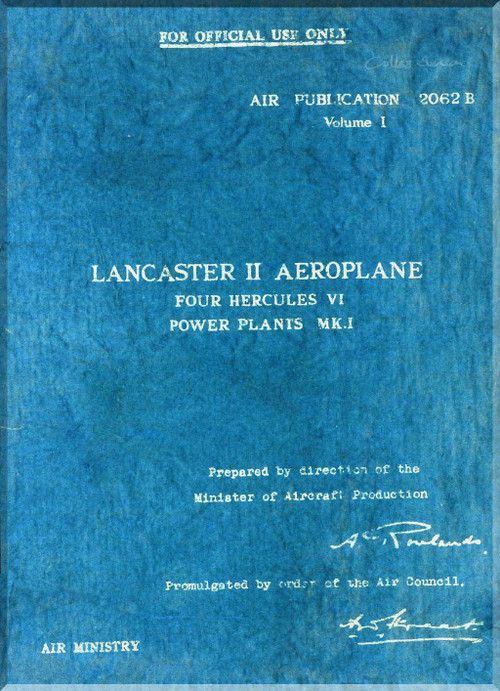 FOR OFFICIAL USE ONLY
AIR PUBLICATION 2062 B
Volume I
LANCASTER II AEROPLANE
FOUR HERCULES VI
POWER PLANTS MK.I
Prepared by direction of the
Minister of Aircraft Production
A. Rowlands.
Promulgated by order of the Air Council.
AIR MINISTRY